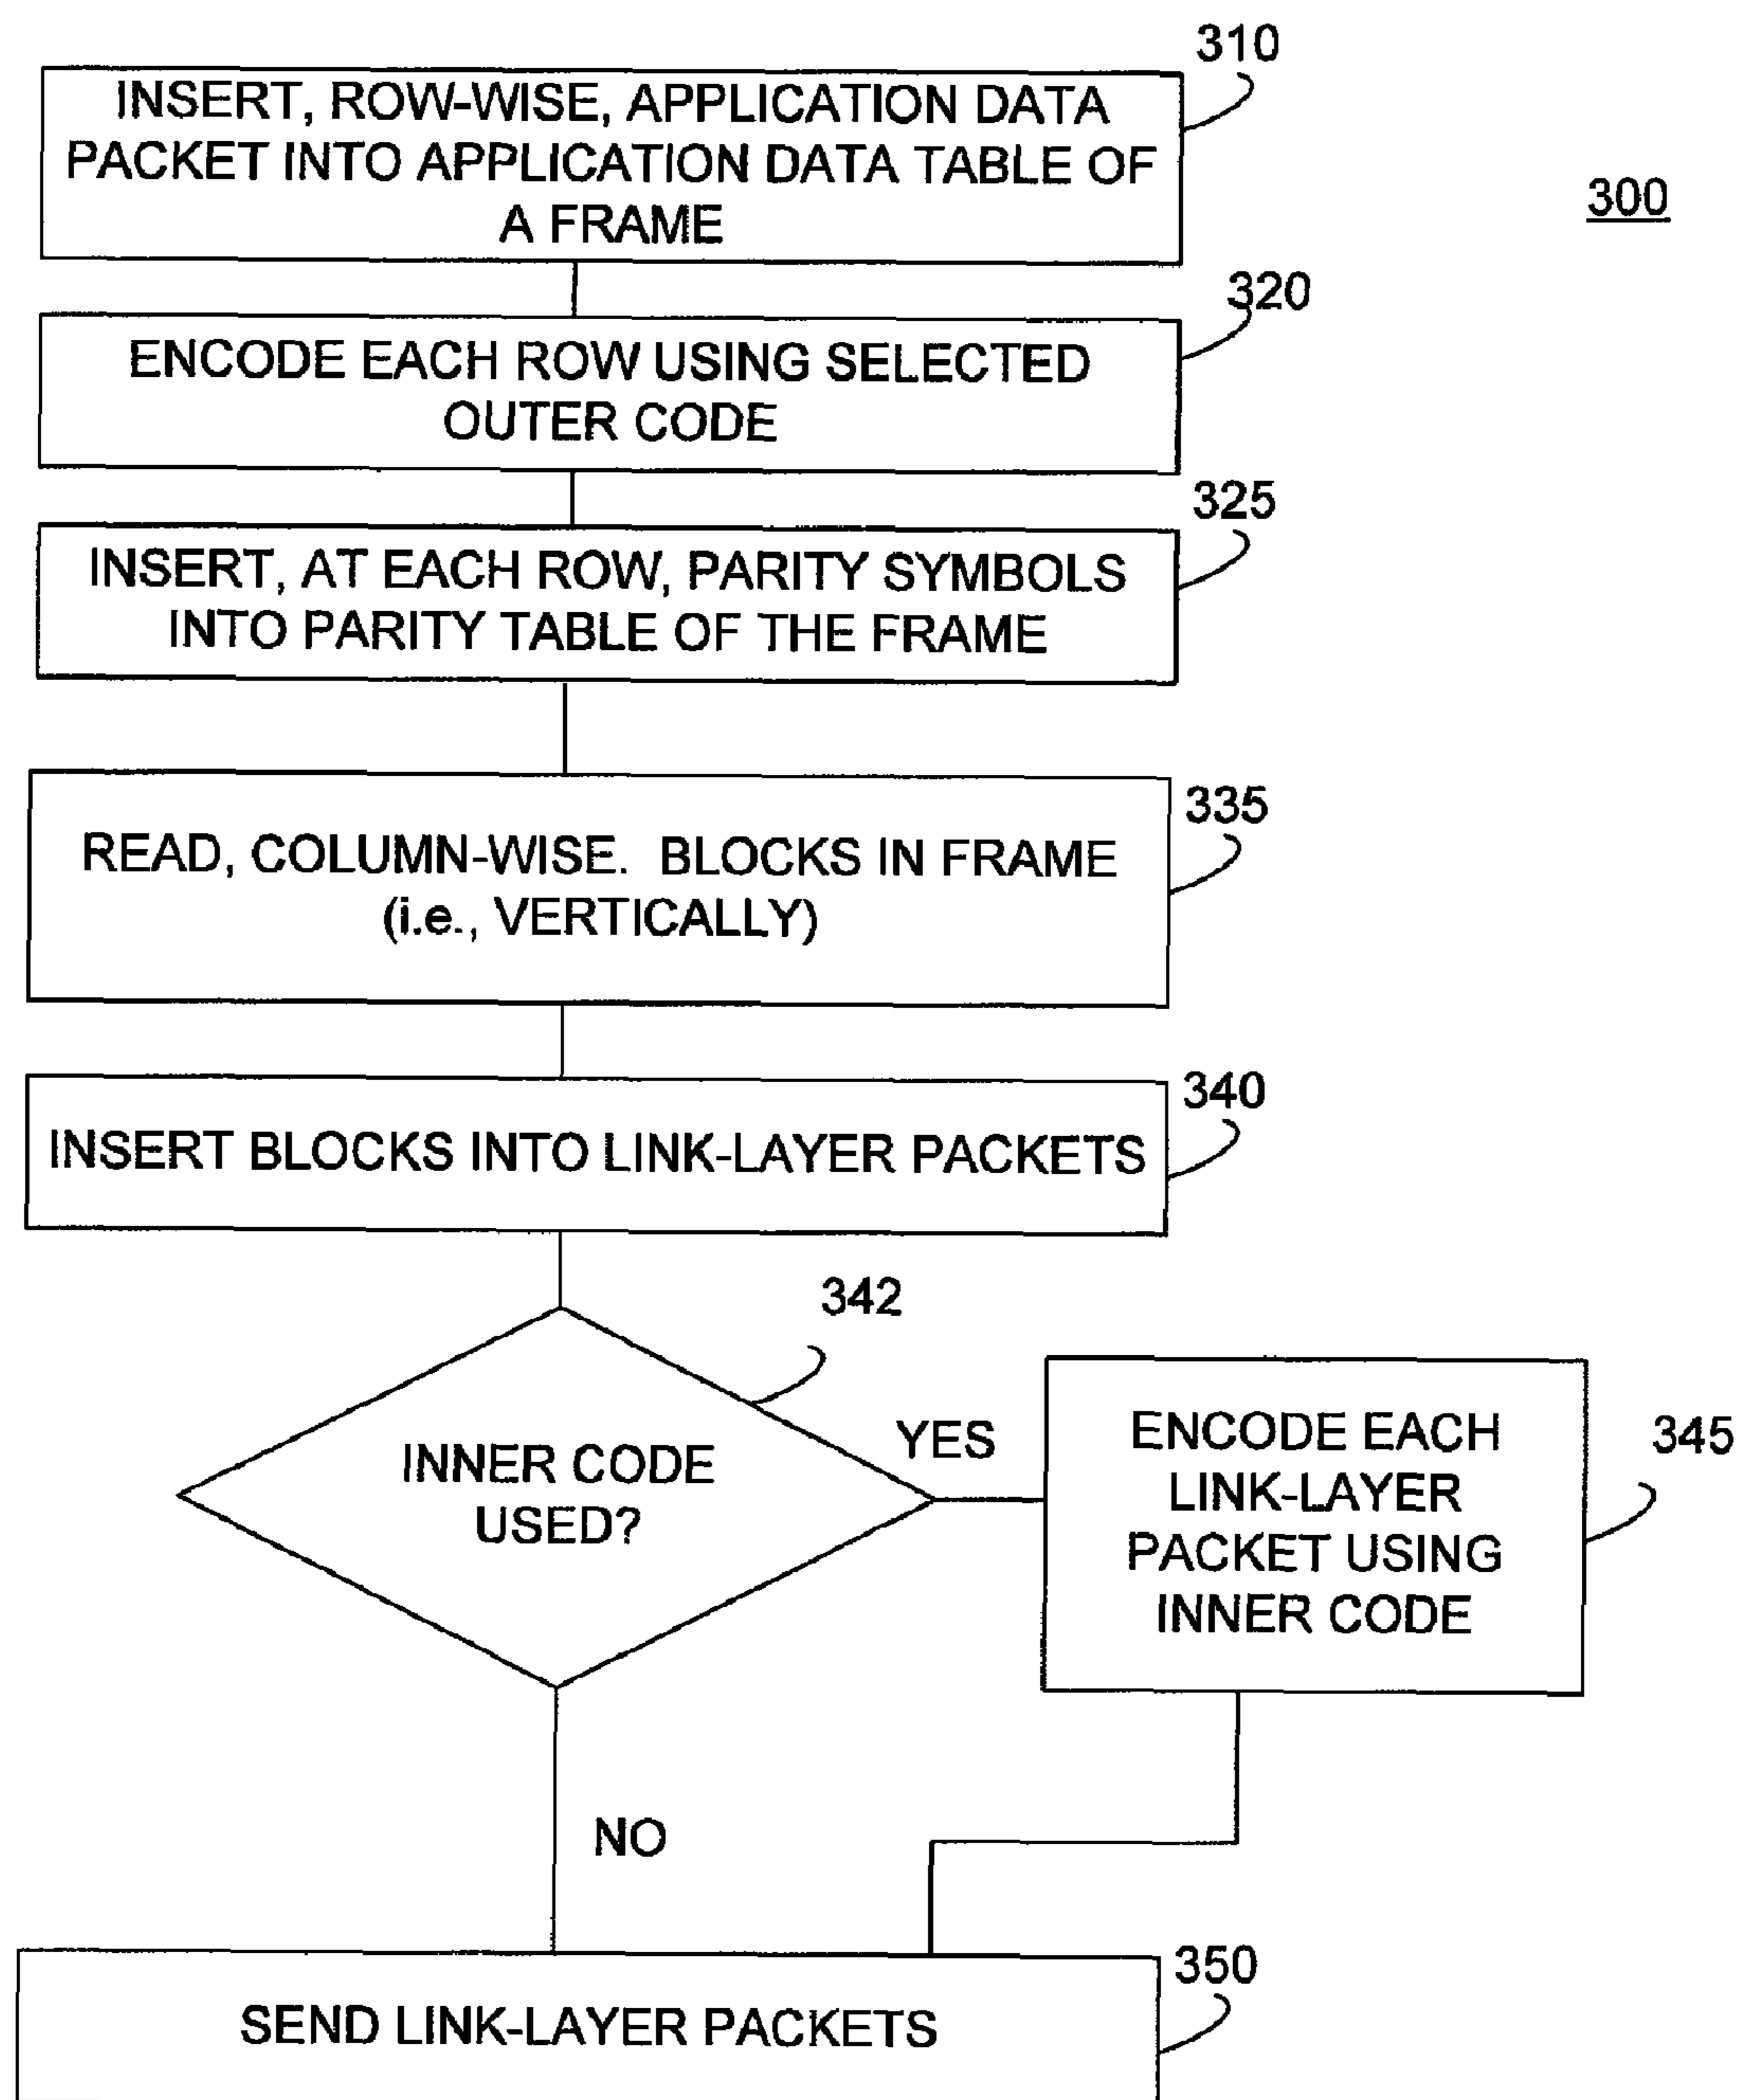 310
INSERT, ROW-WISE, APPLICATION DATA
PACKET INTO APPLICATION DATA TABLE OF
A FRAME
300
320
ENCODE EACH ROW USING SELECTED
OUTER CODE
325
INSERT, AT EACH ROW, PARITY SYMBOLS
INTO PARITY TABLE OF THE FRAME
335
READ, COLUMN-WISE. BLOCKS IN FRAME
(i.e., VERTICALLY)
340
INSERT BLOCKS INTO LINK-LAYER PACKETS
342
INNER CODE
USED?
YES
ENCODE EACH
LINK-LAYER
PACKET USING
INNER CODE
345
NO
350
SEND LINK-LAYER PACKETS